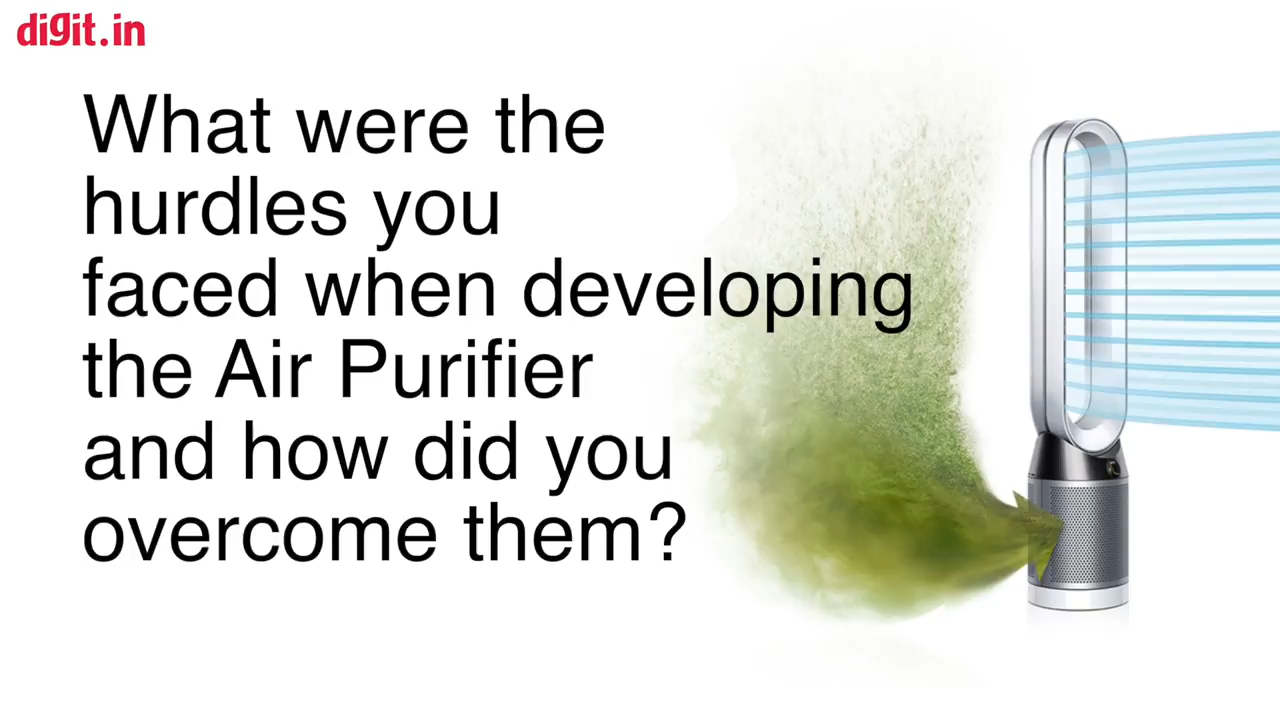 digit.in
What were the
hurdles you
faced when developing
the Air Purifier
and how did you
overcome them?